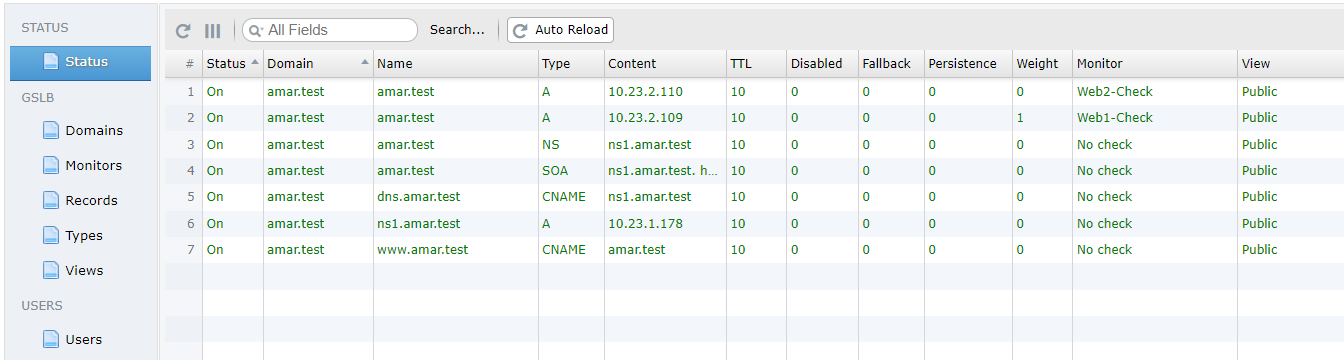 STATUS
Status
GSLB
Domains
Monitors
Records
Types
Views
USERS
Users
All Fields Search... Auto Reload
# Status Domain Name Type Content TTL Disabled Fallback Persistence Weight Monitor View
1 On amar.test amar.test A 10.23.2.110 10 0 0 0 0 Web2-Check Public
2 On amar.test amar.test A 10.23.2.109 10 0 0 0 1 Web1-Check Public
3 On amar.test amar.test NS ns1.amar.test 10 0 0 0 0 No check Public
4 On amar.test amar.test SOA ns1.amar.test. h... 10 0 0 0 0 No check Public
5 On amar.test dns.amar.test CNAME ns1.amar.test 10 0 0 0 0 No check Public
6 On amar.test ns1.amar.test A 10.23.1.178 10 0 0 0 0 No check Public
7 On amar.test www.amar.test CNAME amar.test 10 0 0 0 0 No check Public